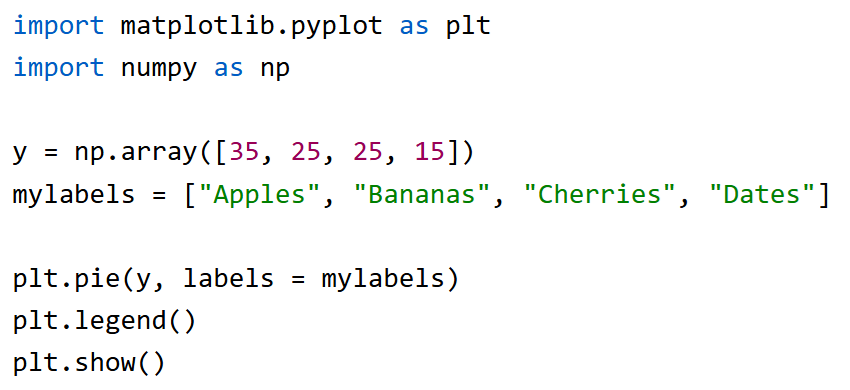 import matplotlib.pyplot as plt
import numpy as np
y = np.array([35, 25, 25, 15])
mylabels = ["Apples", "Bananas", "Cherries", "Dates"]
plt.pie(y, labels = mylabels)
plt.legend()
plt.show()